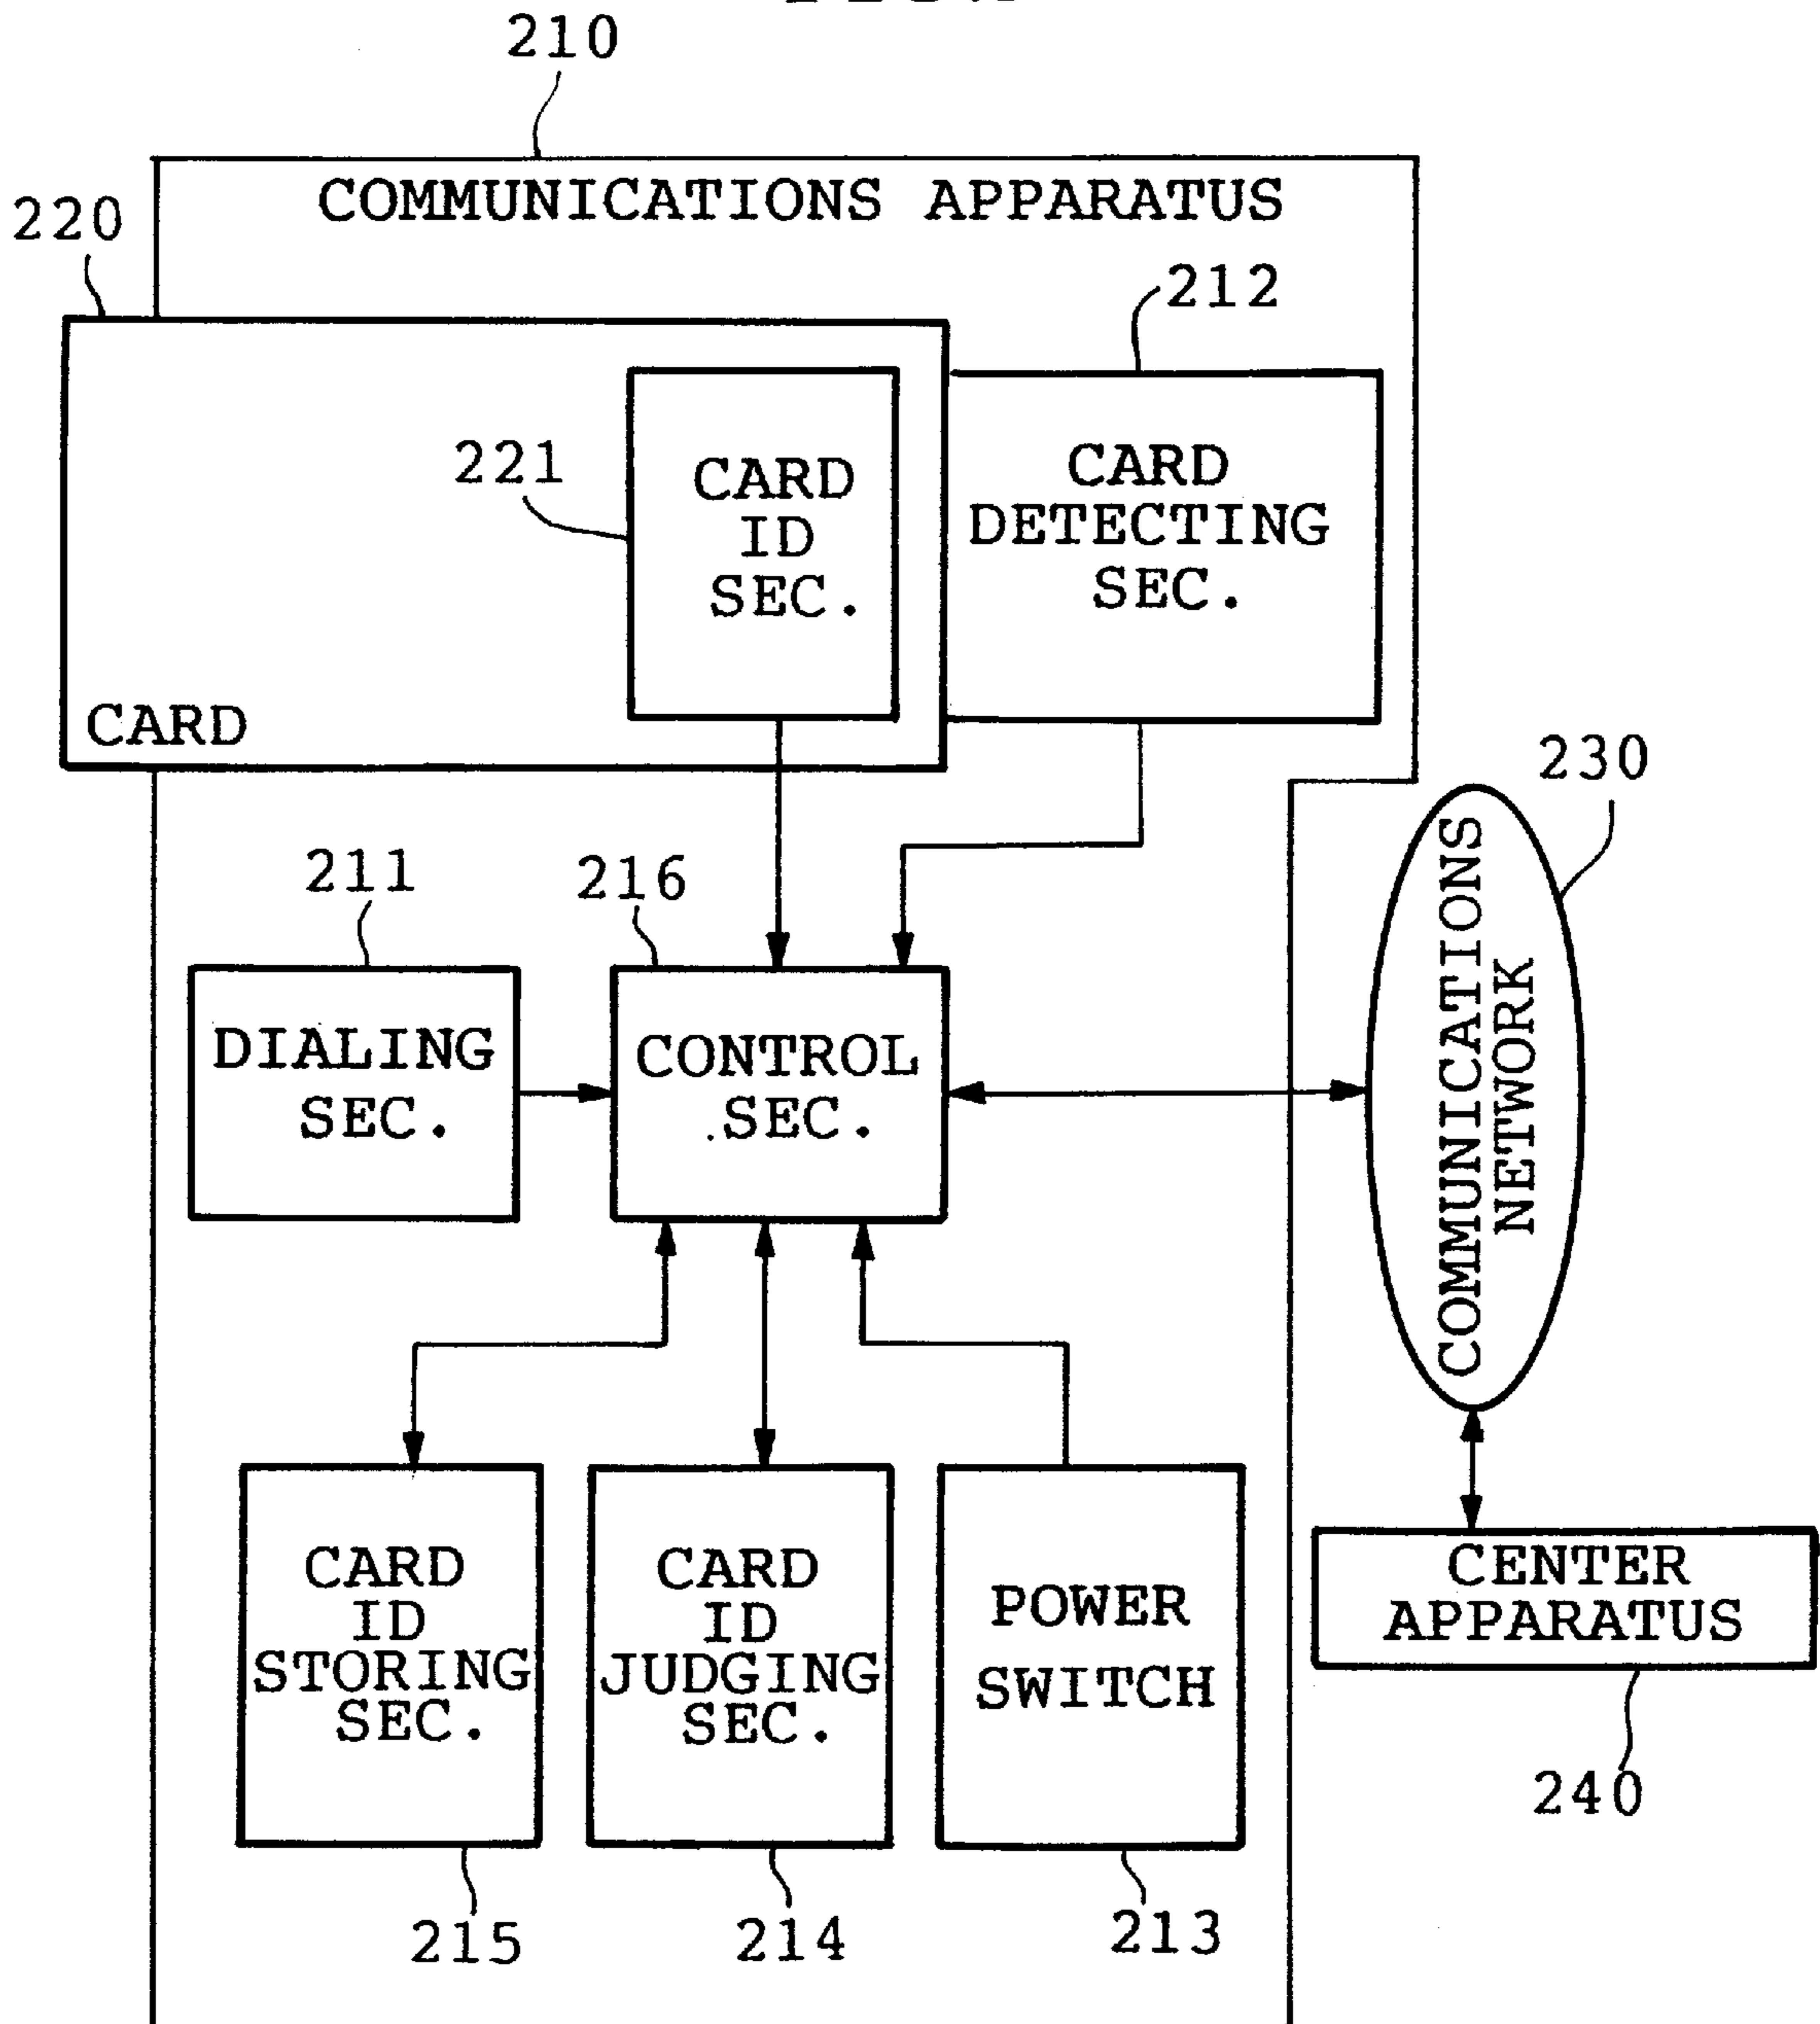 210
COMMUNICATIONS APPARATUS
220
212
221
CARD
ID
SEC.
CARD
DETECTING
SEC.
CARD
230
211
216
DIALING
SEC.
CONTROL
SEC.
COMMUNICATIONS
NETWORK
CARD
ID
STORING
SEC.
CARD
ID
JUDGING
SEC.
POWER
SWITCH
CENTER
APPARATUS
240
215
214
213